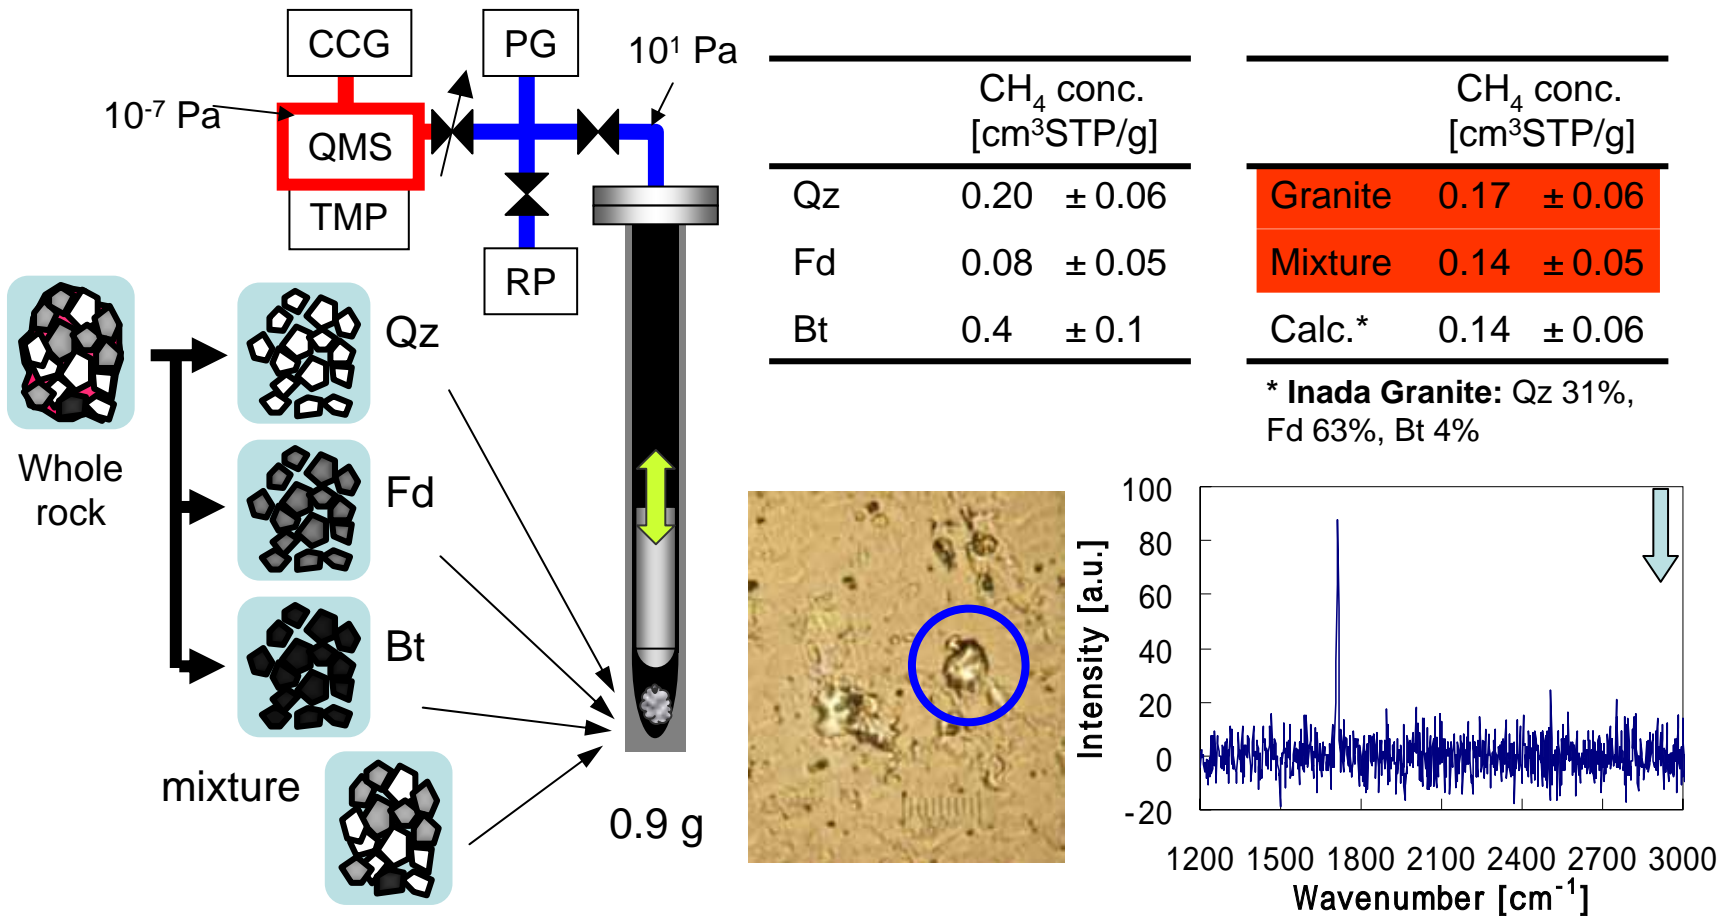 CCG
PG
10¹ Pa
10⁻⁷ Pa
QMS
TMP
RP
Whole
rock
Qz
Fd
Bt
mixture
0.9 g
CH₄ conc.
[cm³STP/g]
Qz 0.20 ± 0.06
Fd 0.08 ± 0.05
Bt 0.4 ± 0.1
CH₄ conc.
[cm³STP/g]
Granite 0.17 ± 0.06
Mixture 0.14 ± 0.05
Calc.* 0.14 ± 0.06
* Inada Granite: Qz 31%,
Fd 63%, Bt 4%
Intensity [a.u.]
100
80
60
40
20
0
-20
1200 1500 1800 2100 2400 2700 3000
Wavenumber [cm⁻¹]